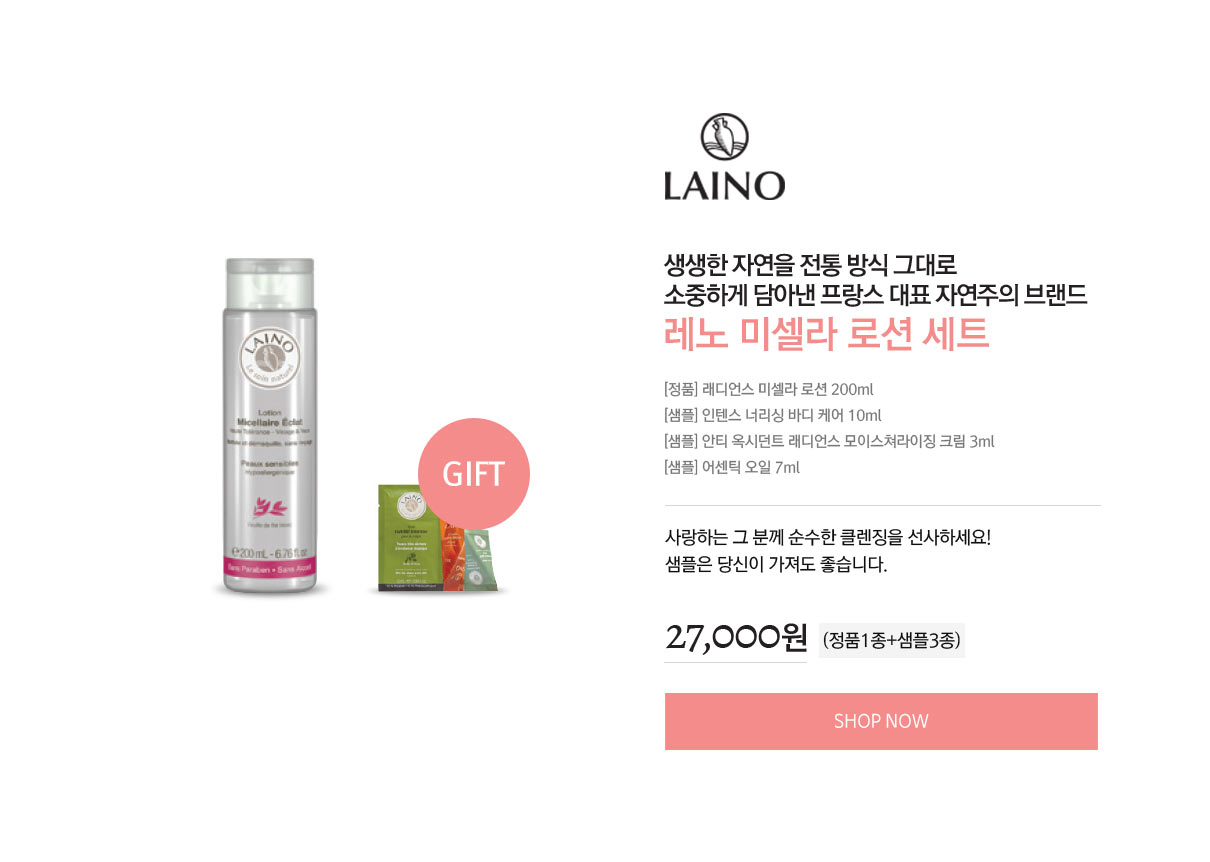 LAINO
생생한 자연을 전통 방식 그대로
소중하게 담아낸 프랑스 대표 자연주의 브랜드
레노 미셀라 로션 세트
[정품] 래디언스 미셀라 로션 200ml
[샘플] 인텐스 너리싱 바디 케어 10ml
[샘플] 안티 옥시던트 래디언스 모이스쳐라이징 크림 3ml
[샘플] 어센틱 오일 7ml
사랑하는 그 분께 순수한 클렌징을 선사하세요!
샘플은 당신이 가져도 좋습니다.
27,000원 (정품1종+샘플3종)
SHOP NOW
LAINO
Le soin naturel
Lotion
Micellaire Éclat
Haute Tolérance - Visage & Yeux
Peaux sensibles
Hypoallergénique
℮ 200 mL - 6.76 fl.oz
Sans Paraben • Sans Alcool
GIFT
LAINO